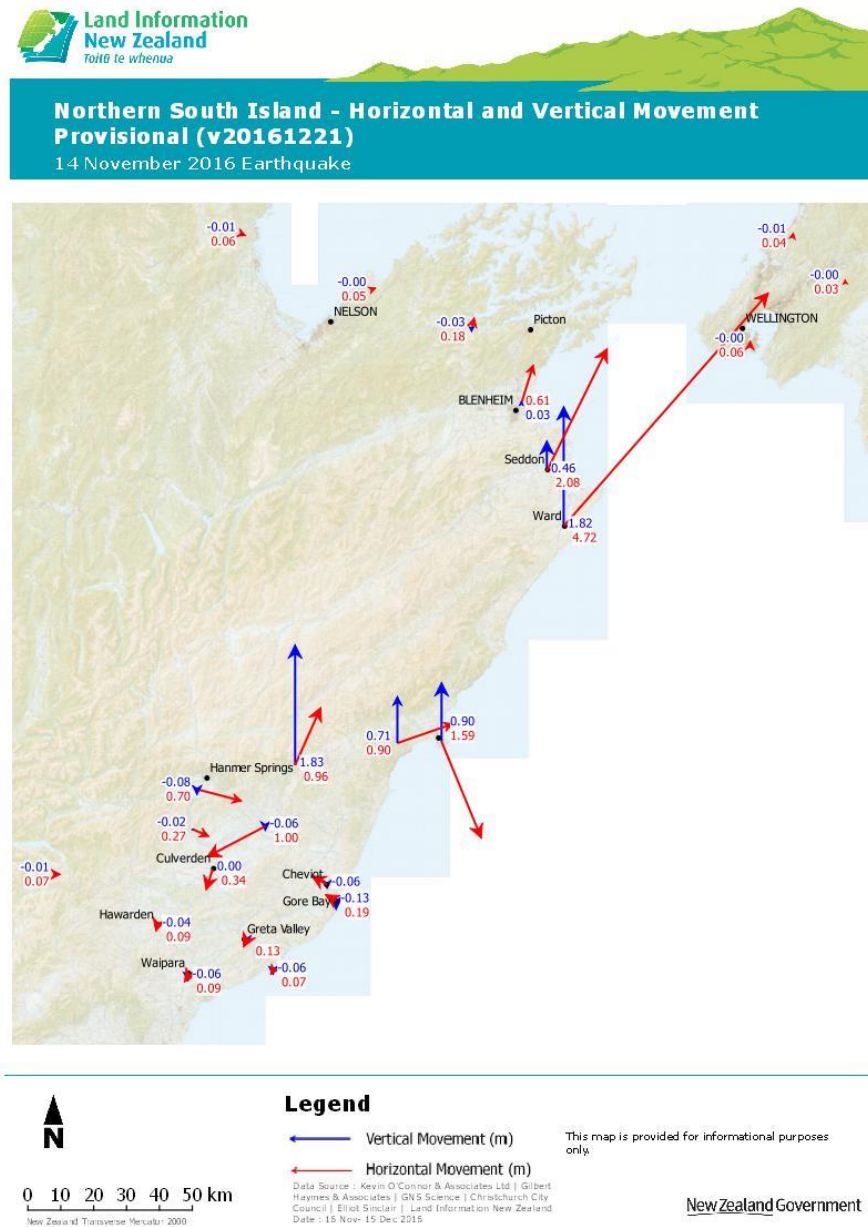 Land Information
New Zealand
Toitū te whenua
Northern South Island - Horizontal and Vertical Movement
Provisional (v20161221)
14 November 2016 Earthquake
-0.01
0.06
-0.01
0.04
-0.00
0.05
NELSON
-0.00
0.03
-0.03
0.18
Picton
WELLINGTON
-0.00
0.06
BLENHEIM
0.61
0.03
Seddon
0.46
2.08
Ward
1.82
4.72
0.71
0.90
0.90
1.59
Hanmer Springs
1.83
0.96
-0.08
0.70
-0.02
0.27
-0.06
1.00
Culverden
0.00
0.34
-0.01
0.07
Cheviot
-0.06
Gore Bay
-0.13
0.19
Hawarden
-0.04
0.09
Greta Valley
0.13
Waipara
-0.06
0.09
-0.06
0.07
N
0 10 20 30 40 50 km
New Zealand Transverse Mercator 2000
Legend
Vertical Movement (m)
Horizontal Movement (m)
Data Source : Kevin O'Connor & Associates Ltd | Gilbert
Haymes & Associates | GNS Science | Christchurch City
Council | Elliot Sinclair | Land Information New Zealand
Date : 16 Nov- 15 Dec 2016
This map is provided for informational purposes
only.
New Zealand Government